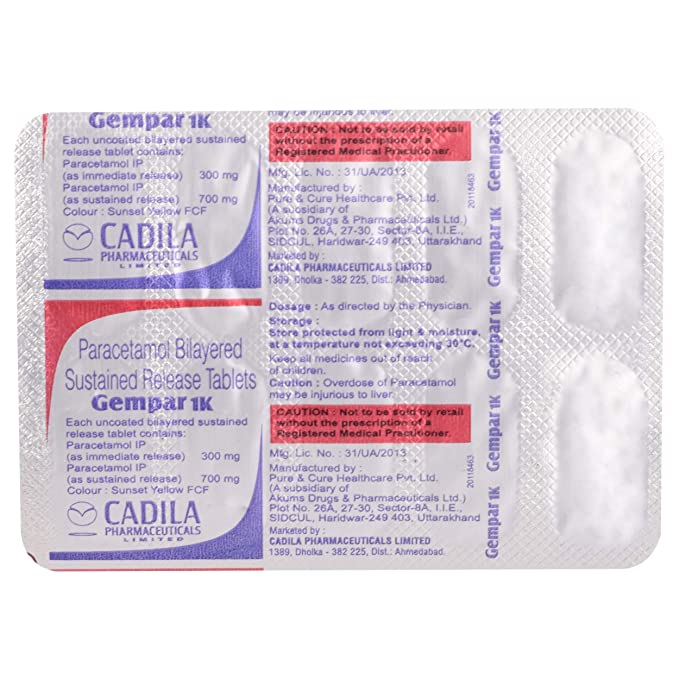 Gempar 1K
Each uncoated bilayered sustained
release tablet contains:
Paracetamol IP
(as immediate release) 300 mg
Paracetamol IP
(as sustained release) 700 mg
Colour : Sunset Yellow FCF
CADILA
PHARMACEUTICALS
LIMITED
Paracetamol Bilayered
Sustained Release Tablets
Gempar 1K
Each uncoated bilayered sustained
release tablet contains:
Paracetamol IP
(as immediate release) 300 mg
Paracetamol IP
(as sustained release) 700 mg
Colour : Sunset Yellow FCF
CADILA
PHARMACEUTICALS
LIMITED
may be injurious to liver.
CAUTION : Not to be sold by retail
without the prescription of a
Registered Medical Practitioner.
Mfg. Lic. No. : 31/UA/2013
Manufactured by :
Pure & Cure Healthcare Pvt. Ltd.
(A subsidiary of
Akums Drugs & Pharmaceuticals Ltd.)
Plot No. 26A, 27-30, Sector-8A, I.I.E.,
SIDCUL, Haridwar-249 403, Uttarakhand
Marketed by :
CADILA PHARMACEUTICALS LIMITED
1389, Dholka - 382 225, Dist.: Ahmedabad.
Dosage : As directed by the Physician.
Storage :
Store protected from light & moisture,
at a temperature not exceeding 30°C.
Keep all medicines out of reach
of children.
Caution : Overdose of Paracetamol
may be injurious to liver.
CAUTION : Not to be sold by retail
without the prescription of a
Registered Medical Practitioner.
Mfg. Lic. No. : 31/UA/2013
Manufactured by :
Pure & Cure Healthcare Pvt. Ltd.
(A subsidiary of
Akums Drugs & Pharmaceuticals Ltd.)
Plot No. 26A, 27-30, Sector-8A, I.I.E.,
SIDCUL, Haridwar-249 403, Uttarakhand
Marketed by :
CADILA PHARMACEUTICALS LIMITED
1389, Dholka - 382 225, Dist.: Ahmedabad.
20118463
20118463
Gempar 1K
Gempar 1K
Gempar 1K
Gempar 1K